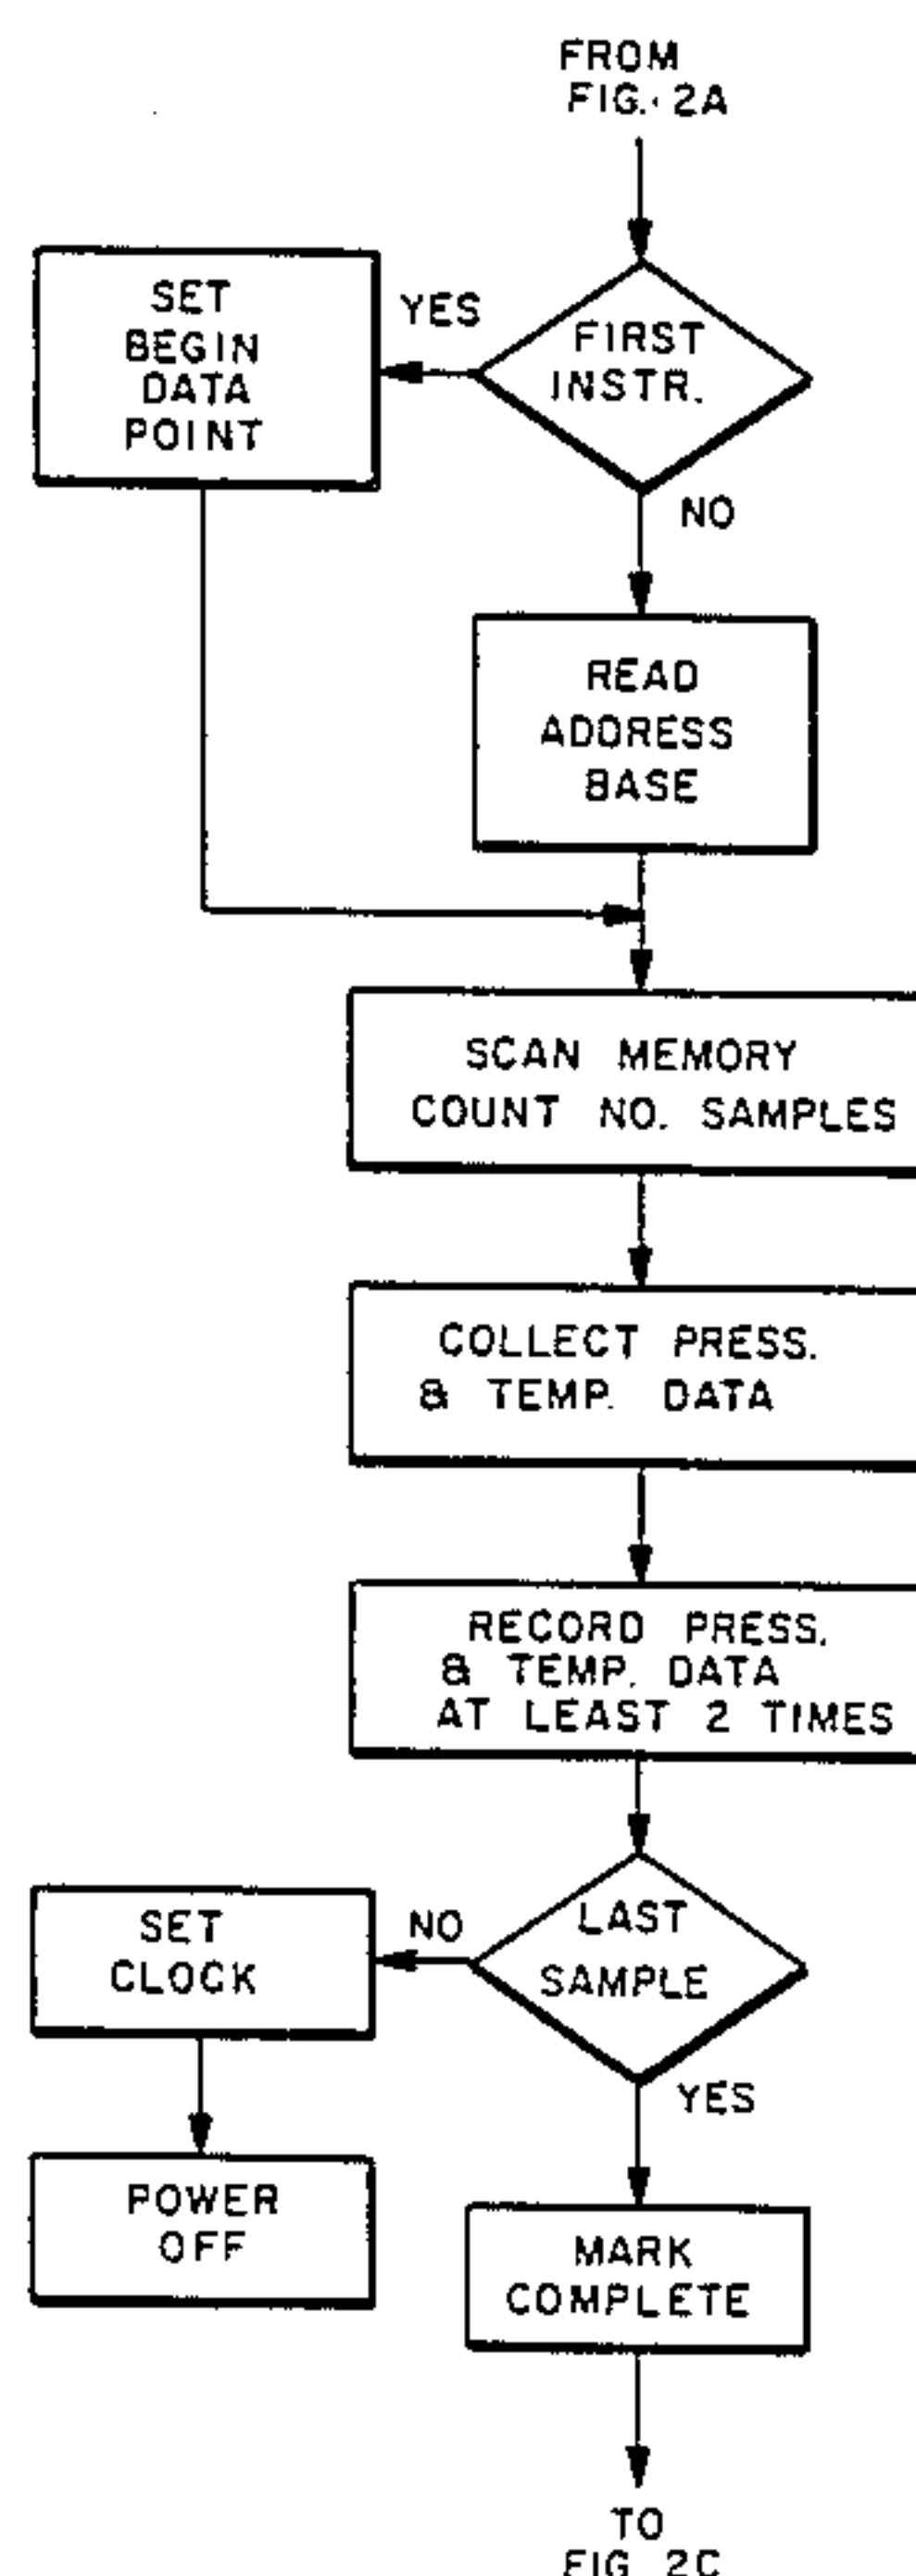 FROM
FIG. 2A
FIRST
INSTR.
YES
SET
BEGIN
DATA
POINT
NO
READ
ADDRESS
BASE
SCAN MEMORY
COUNT NO. SAMPLES
COLLECT PRESS.
& TEMP. DATA
RECORD PRESS.
& TEMP. DATA
AT LEAST 2 TIMES
LAST
SAMPLE
NO
SET
CLOCK
POWER
OFF
YES
MARK
COMPLETE
TO
FIG. 2C